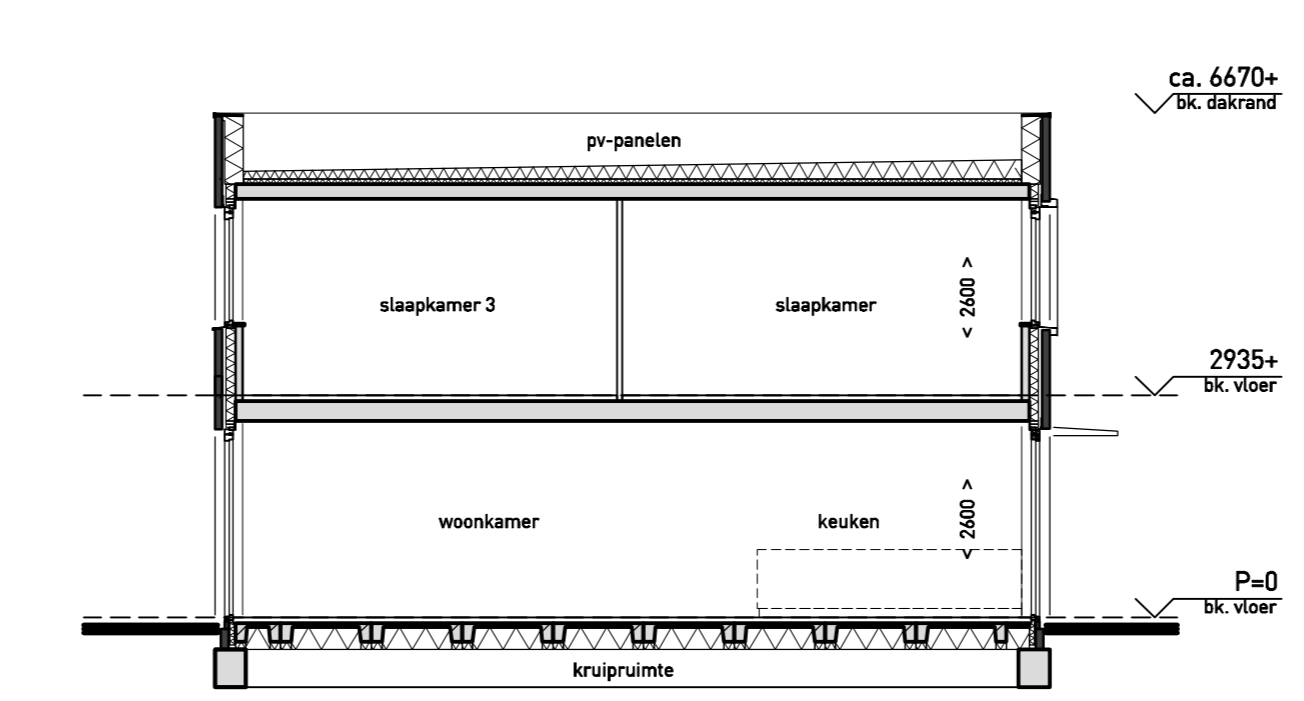 ca. 6670+
bk. dakrand
pv-panelen
slaapkamer 3
slaapkamer
< 2600 >
2935+
bk. vloer
woonkamer
keuken
< 2600 >
P=0
bk. vloer
kruipruimte